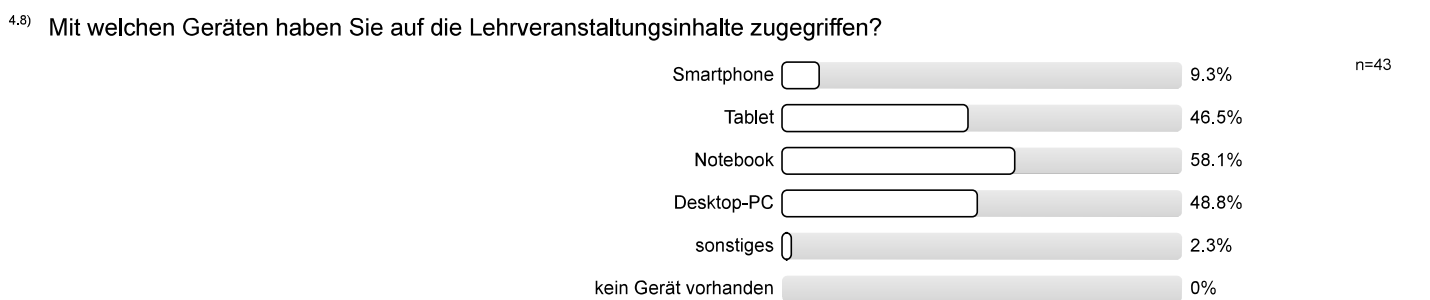 4.8) Mit welchen Geräten haben Sie auf die Lehrveranstaltungsinhalte zugegriffen?
Smartphone 9.3% n=43
Tablet 46.5%
Notebook 58.1%
Desktop-PC 48.8%
sonstiges 2.3%
kein Gerät vorhanden 0%